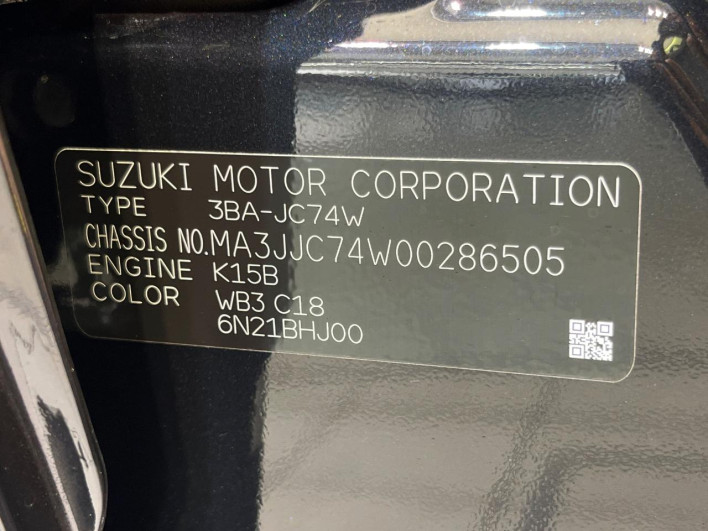 SUZUKI MOTOR CORPORATION
TYPE 3BA-JC74W
CHASSIS NO.MA3JJC74W00286505
ENGINE K15B
COLOR WB3 C18
6N21BHJ00